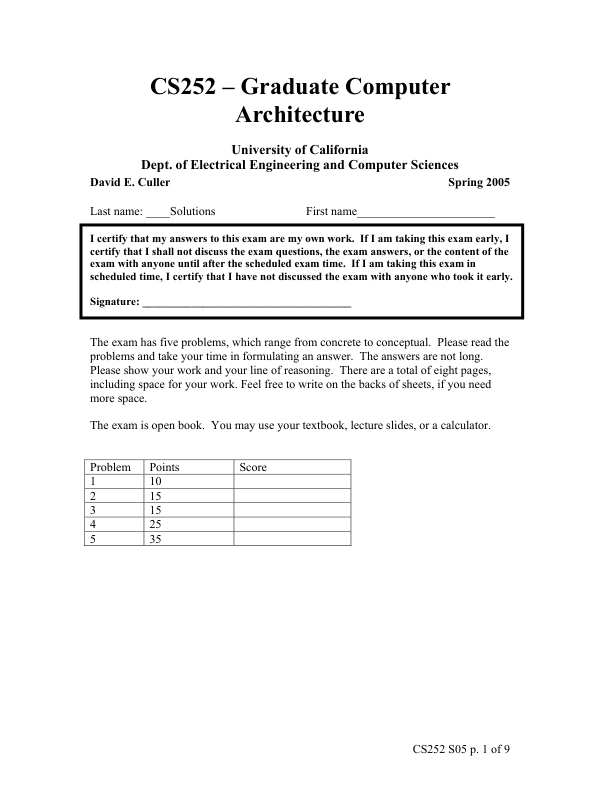 CS252 – Graduate Computer
Architecture
University of California
Dept. of Electrical Engineering and Computer Sciences
David E. Culler Spring 2005
Last name: ____Solutions First name_______________________
I certify that my answers to this exam are my own work. If I am taking this exam early, I
certify that I shall not discuss the exam questions, the exam answers, or the content of the
exam with anyone until after the scheduled exam time. If I am taking this exam in
scheduled time, I certify that I have not discussed the exam with anyone who took it early.
Signature: ___________________________________
The exam has five problems, which range from concrete to conceptual. Please read the
problems and take your time in formulating an answer. The answers are not long.
Please show your work and your line of reasoning. There are a total of eight pages,
including space for your work. Feel free to write on the backs of sheets, if you need
more space.
The exam is open book. You may use your textbook, lecture slides, or a calculator.
Problem Points Score
1 10
2 15
3 15
4 25
5 35
CS252 S05 p. 1 of 9